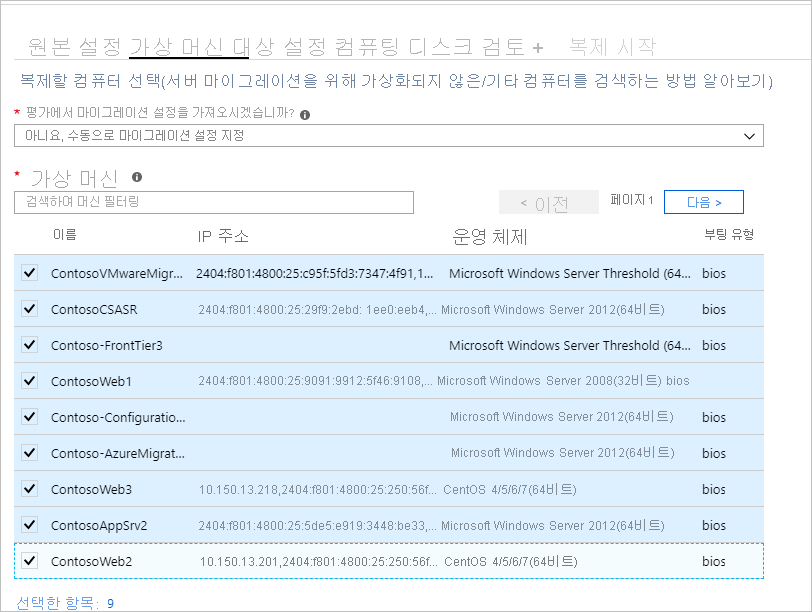 원본 설정 가상 머신 대상 설정 컴퓨팅 디스크 검토 + 복제 시작
복제할 컴퓨터 선택(서버 마이그레이션을 위해 가상화되지 않은/기타 컴퓨터를 검색하는 방법 알아보기)
* 평가에서 마이그레이션 설정을 가져오시겠습니까?
아니요, 수동으로 마이그레이션 설정 지정
* 가상 머신
검색하여 머신 필터링
< 이전 페이지 1 다음 >
이름 IP 주소 운영 체제 부팅 유형
ContosoVMwareMigr... 2404:f801:4800:25:c95f:5fd3:7347:4f91,1... Microsoft Windows Server Threshold (64... bios
ContosoCSASR 2404:f801:4800:25:29f9:2ebd: 1ee0:eeb4,... Microsoft Windows Server 2012(64비트) bios
Contoso-FrontTier3 Microsoft Windows Server Threshold (64... bios
ContosoWeb1 2404:f801:4800:25:9091:9912:5f46:9108,... Microsoft Windows Server 2008(32비트) bios
Contoso-Configuratio... Microsoft Windows Server 2012(64비트) bios
Contoso-AzureMigrat... Microsoft Windows Server 2012(64비트) bios
ContosoWeb3 10.150.13.218,2404:f801:4800:25:250:56f... CentOS 4/5/6/7(64비트) bios
ContosoAppSrv2 2404:f801:4800:25:5de5:e919:3448:be33,... Microsoft Windows Server 2012(64비트) bios
ContosoWeb2 10.150.13.201,2404:f801:4800:25:250:56f... CentOS 4/5/6/7(64비트) bios
선택한 항목: 9